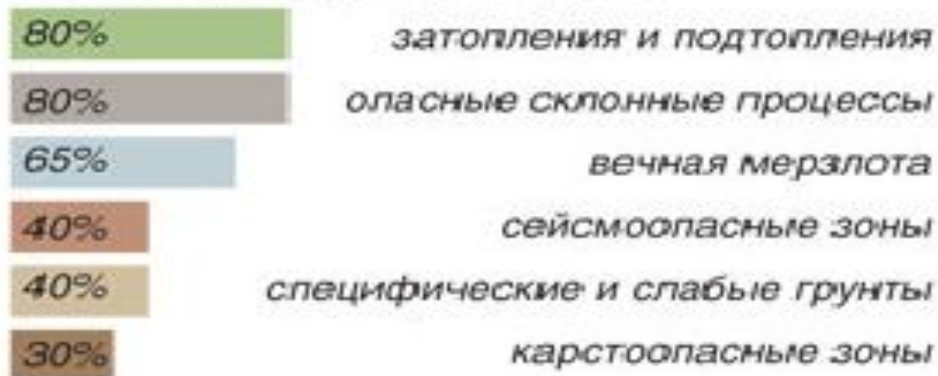 80% затопления и подтопления
80% опасные склонные процессы
65% вечная мерзлота
40% сейсмоопасные зоны
40% специфические и слабые грунты
30% карстоопасные зоны